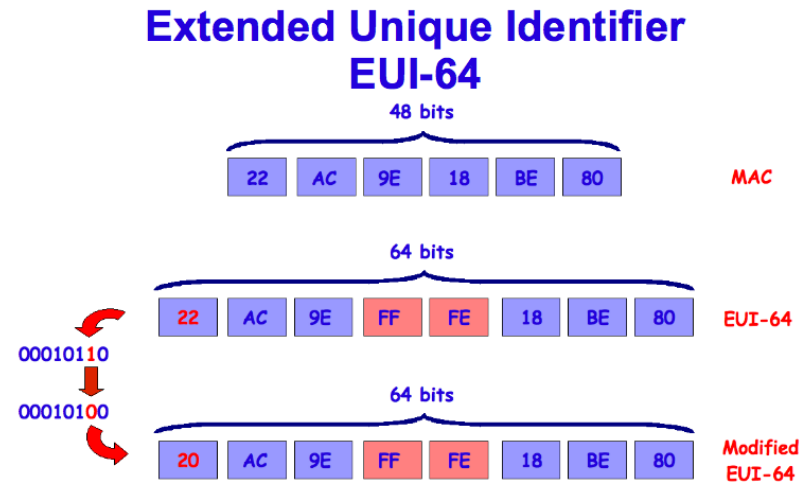 Extended Unique Identifier
EUI-64
48 bits
22 AC 9E 18 BE 80 MAC
64 bits
22 AC 9E FF FE 18 BE 80 EUI-64
00010110
00010100
64 bits
20 AC 9E FF FE 18 BE 80 Modified
EUI-64